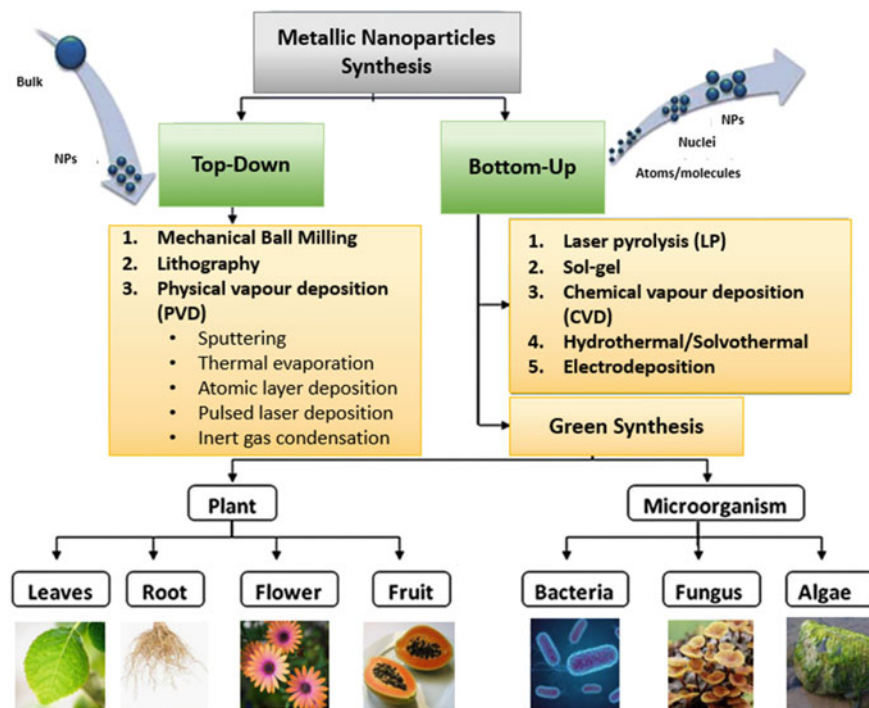 Metallic Nanoparticles
Synthesis
Bulk
NPs
NPs
Nuclei
Atoms/molecules
Top-Down
Bottom-Up
1. Mechanical Ball Milling
2. Lithography
3. Physical vapour deposition
(PVD)
• Sputtering
• Thermal evaporation
• Atomic layer deposition
• Pulsed laser deposition
• Inert gas condensation
1. Laser pyrolysis (LP)
2. Sol-gel
3. Chemical vapour deposition
(CVD)
4. Hydrothermal/Solvothermal
5. Electrodeposition
Green Synthesis
Plant
Microorganism
Leaves
Root
Flower
Fruit
Bacteria
Fungus
Algae